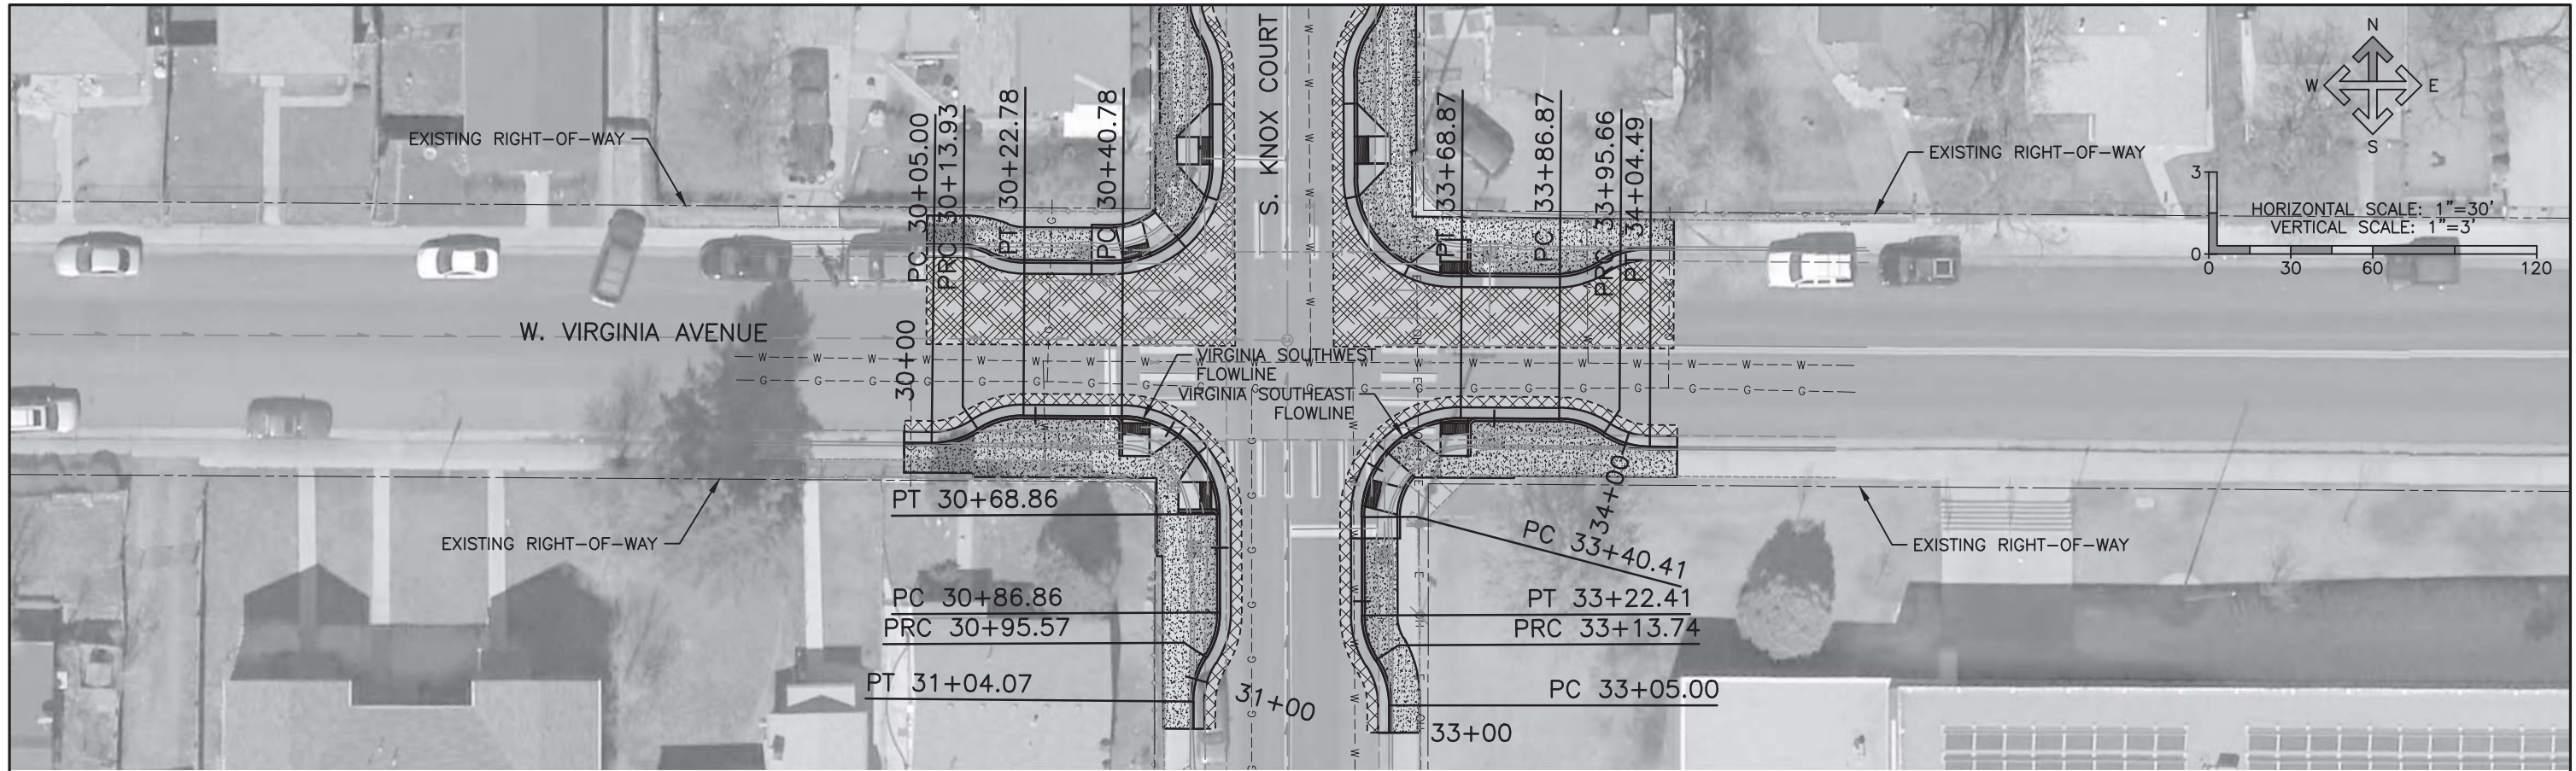 S. KNOX COURT
N
W E
S
EXISTING RIGHT-OF-WAY
PC 30+05.00
PRC 30+13.93
PT 30+22.78
PC 30+40.78
PT 33+68.87
PC 33+86.87
PRC 33+95.66
PT 34+04.49
EXISTING RIGHT-OF-WAY
3
0
HORIZONTAL SCALE: 1"=30'
VERTICAL SCALE: 1"=3'
0 30 60 120
W. VIRGINIA AVENUE
30+00
VIRGINIA SOUTHWEST
FLOWLINE
VIRGINIA SOUTHEAST
FLOWLINE
34+00
PT 30+68.86
EXISTING RIGHT-OF-WAY
PC 33+40.41
EXISTING RIGHT-OF-WAY
PC 30+86.86
PRC 30+95.57
PT 31+04.07
31+00
PT 33+22.41
PRC 33+13.74
PC 33+05.00
33+00